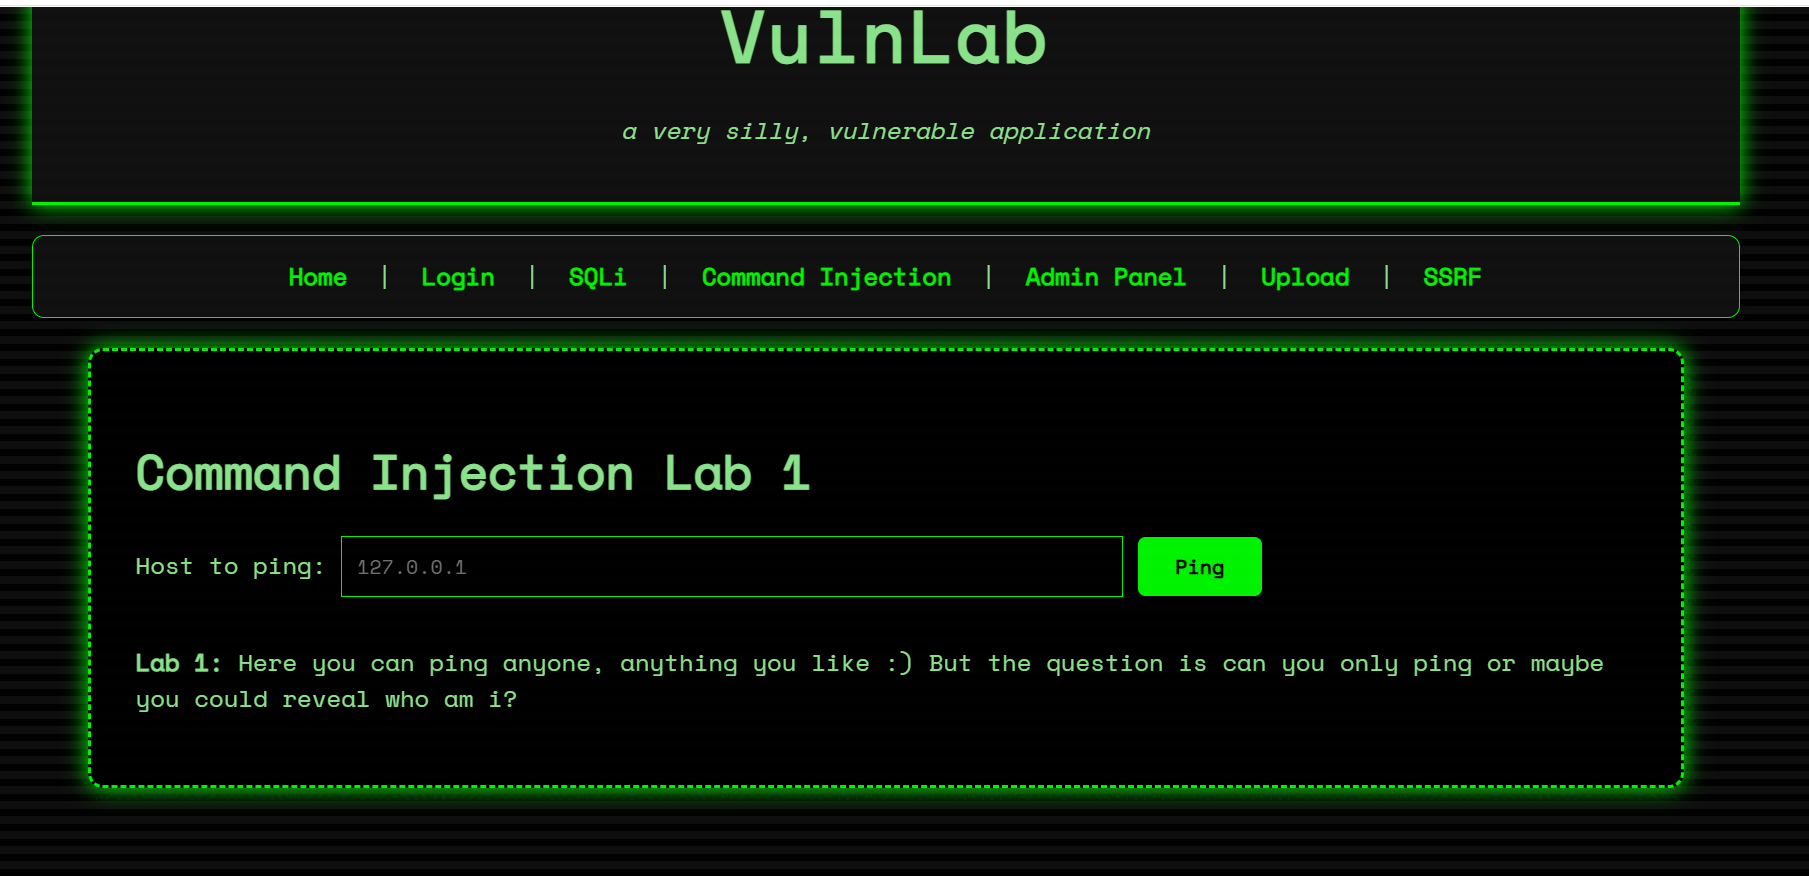 VulnLab
a very silly, vulnerable application
Home | Login | SQLi | Command Injection | Admin Panel | Upload | SSRF
Command Injection Lab 1
Host to ping: 127.0.0.1 Ping
Lab 1: Here you can ping anyone, anything you like :) But the question is can you only ping or maybe
you could reveal who am i?